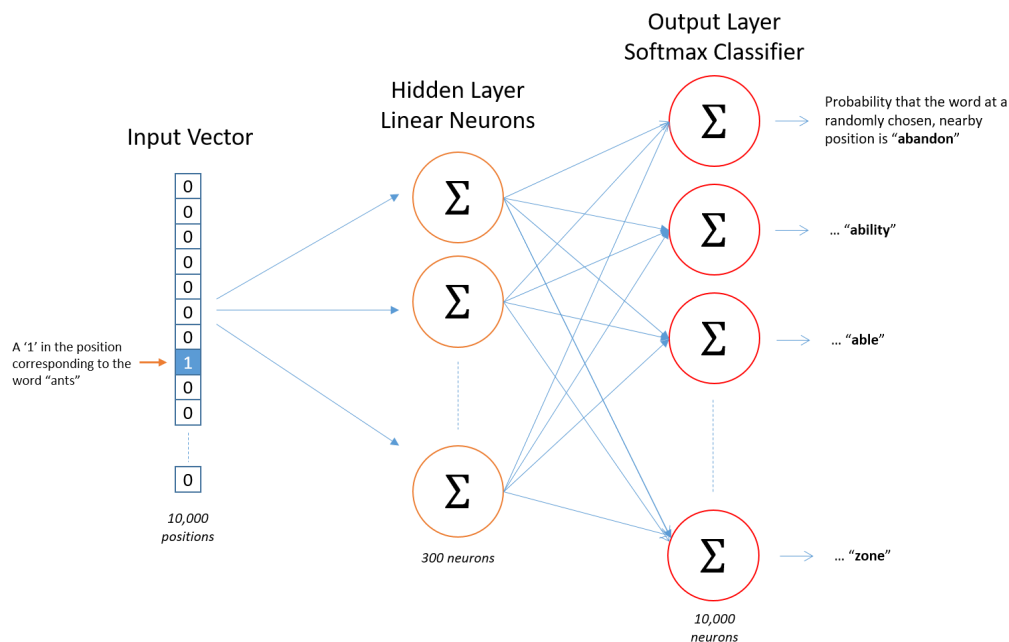 Output Layer
Softmax Classifier
Hidden Layer
Linear Neurons
Input Vector
Probability that the word at a
randomly chosen, nearby
position is “abandon”
0
0
0
0
0
0
0
1
0
0
0
A ‘1’ in the position
corresponding to the
word “ants”
10,000
positions
Σ
Σ
Σ
300 neurons
Σ
Σ
Σ
Σ
10,000
neurons
... “ability”
... “able”
... “zone”